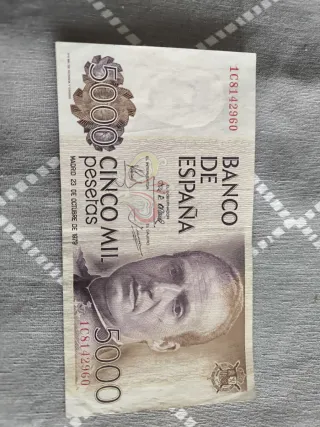 1C8142960
BANCO
DE
ESPAÑA
CINCO MIL
pesetas
MADRID 23 DE OCTUBRE DE 1979
5000
5000
1C8142960